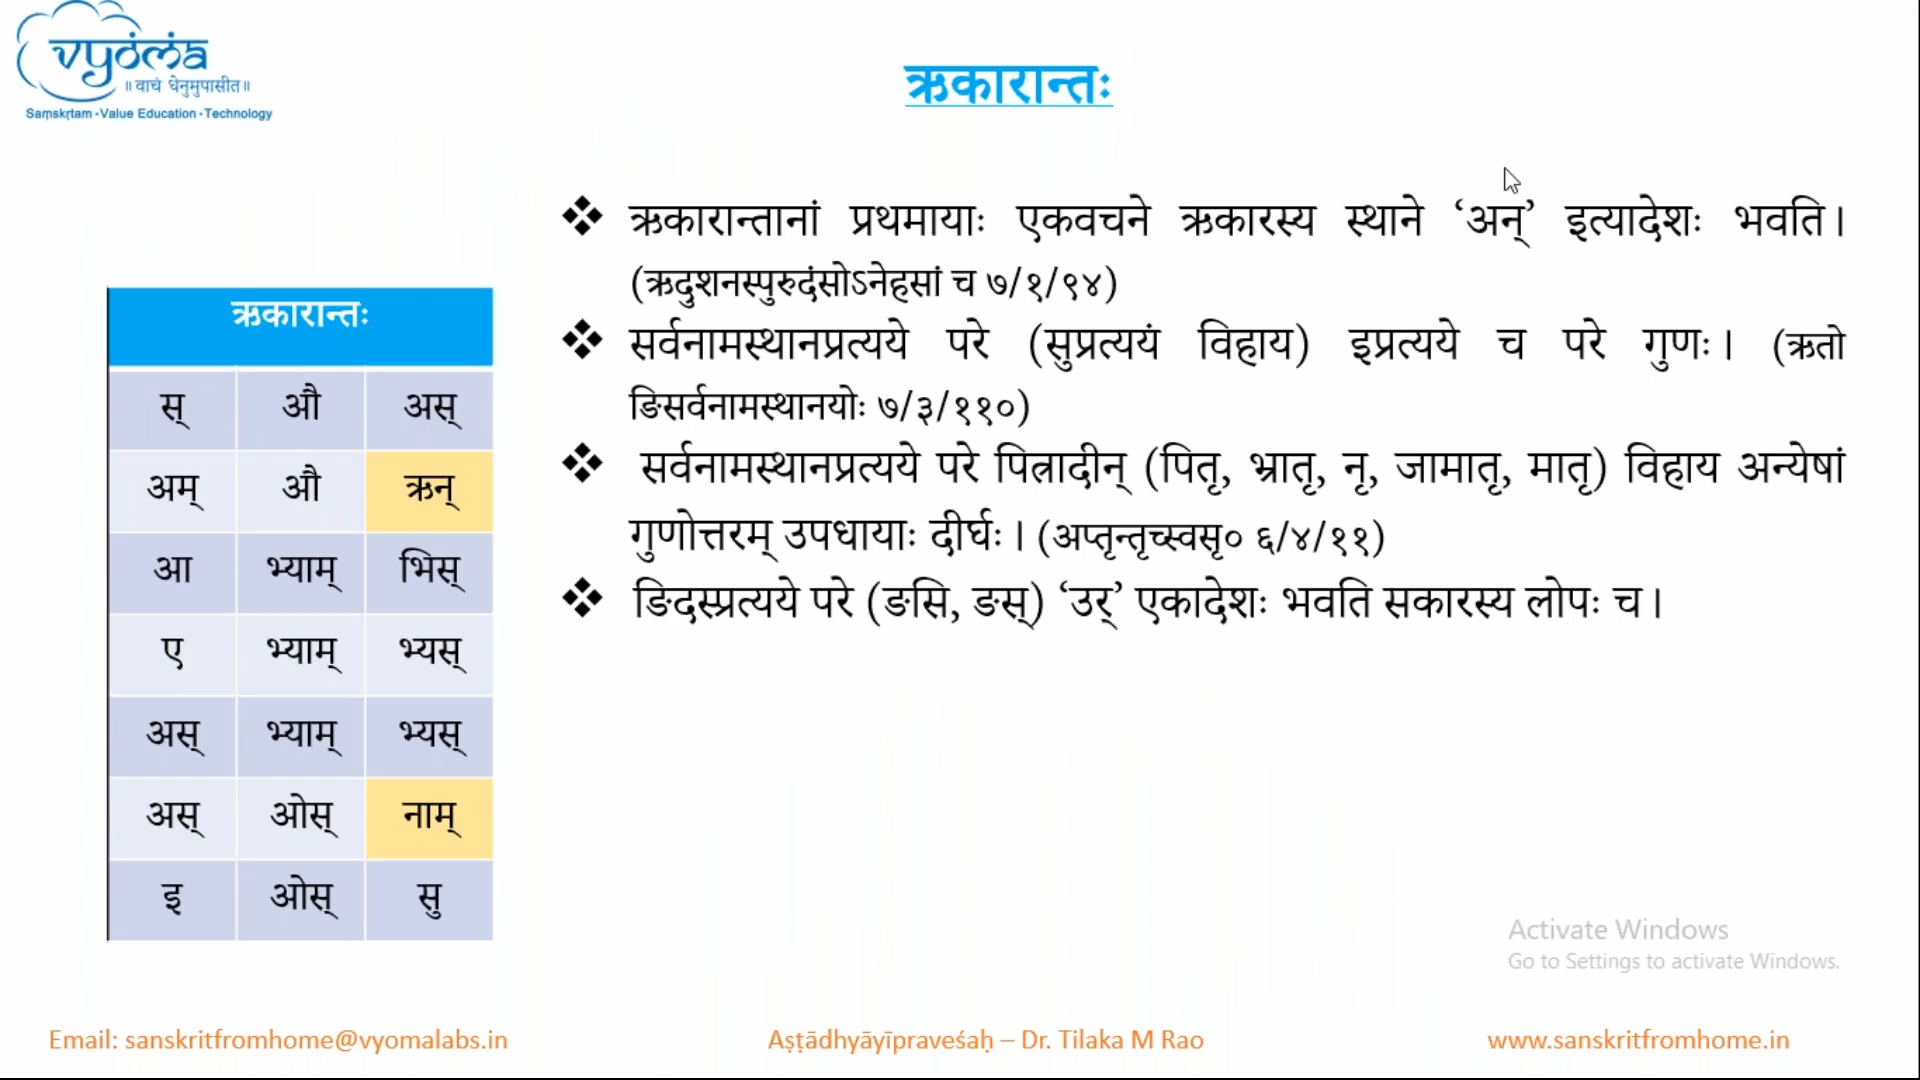 vyoma
॥ वाचं धेनुमुपासीत॥
Saṃskṛtam •Value Education •Technology
ऋकारान्तः
❖ ऋकारान्तानां प्रथमायाः एकवचने ऋकारस्य स्थाने ‘अन्’ इत्यादेशः भवति।
(ऋदुशनस्पुरुदंसोऽनेहसां च ७/१/९४)
❖ सर्वनामस्थानप्रत्यये परे (सुप्रत्ययं विहाय) इप्रत्यये च परे गुणः। (ऋतो
ङिसर्वनामस्थानयोः ७/३/११०)
❖ सर्वनामस्थानप्रत्यये परे पित्रादीन् (पितृ, भ्रातृ, नृ, जामातृ, मातृ) विहाय अन्येषां
गुणोत्तरम् उपधायाः दीर्घः। (अप्तृन्तृच्स्वसृ० ६/४/११)
❖ ङिदस्प्रत्यये परे (ङसि, ङस्) ‘उर्’ एकादेशः भवति सकारस्य लोपः च।
ऋकारान्तः
स् औ अस्
अम् औ ऋन्
आ भ्याम् भिस्
ए भ्याम् भ्यस्
अस् भ्याम् भ्यस्
अस् ओस् नाम्
इ ओस् सु
Activate Windows
Go to Settings to activate Windows.
Email: sanskritfromhome@vyomalabs.in Aṣṭādhyāyīpraveśaḥ – Dr. Tilaka M Rao www.sanskritfromhome.in